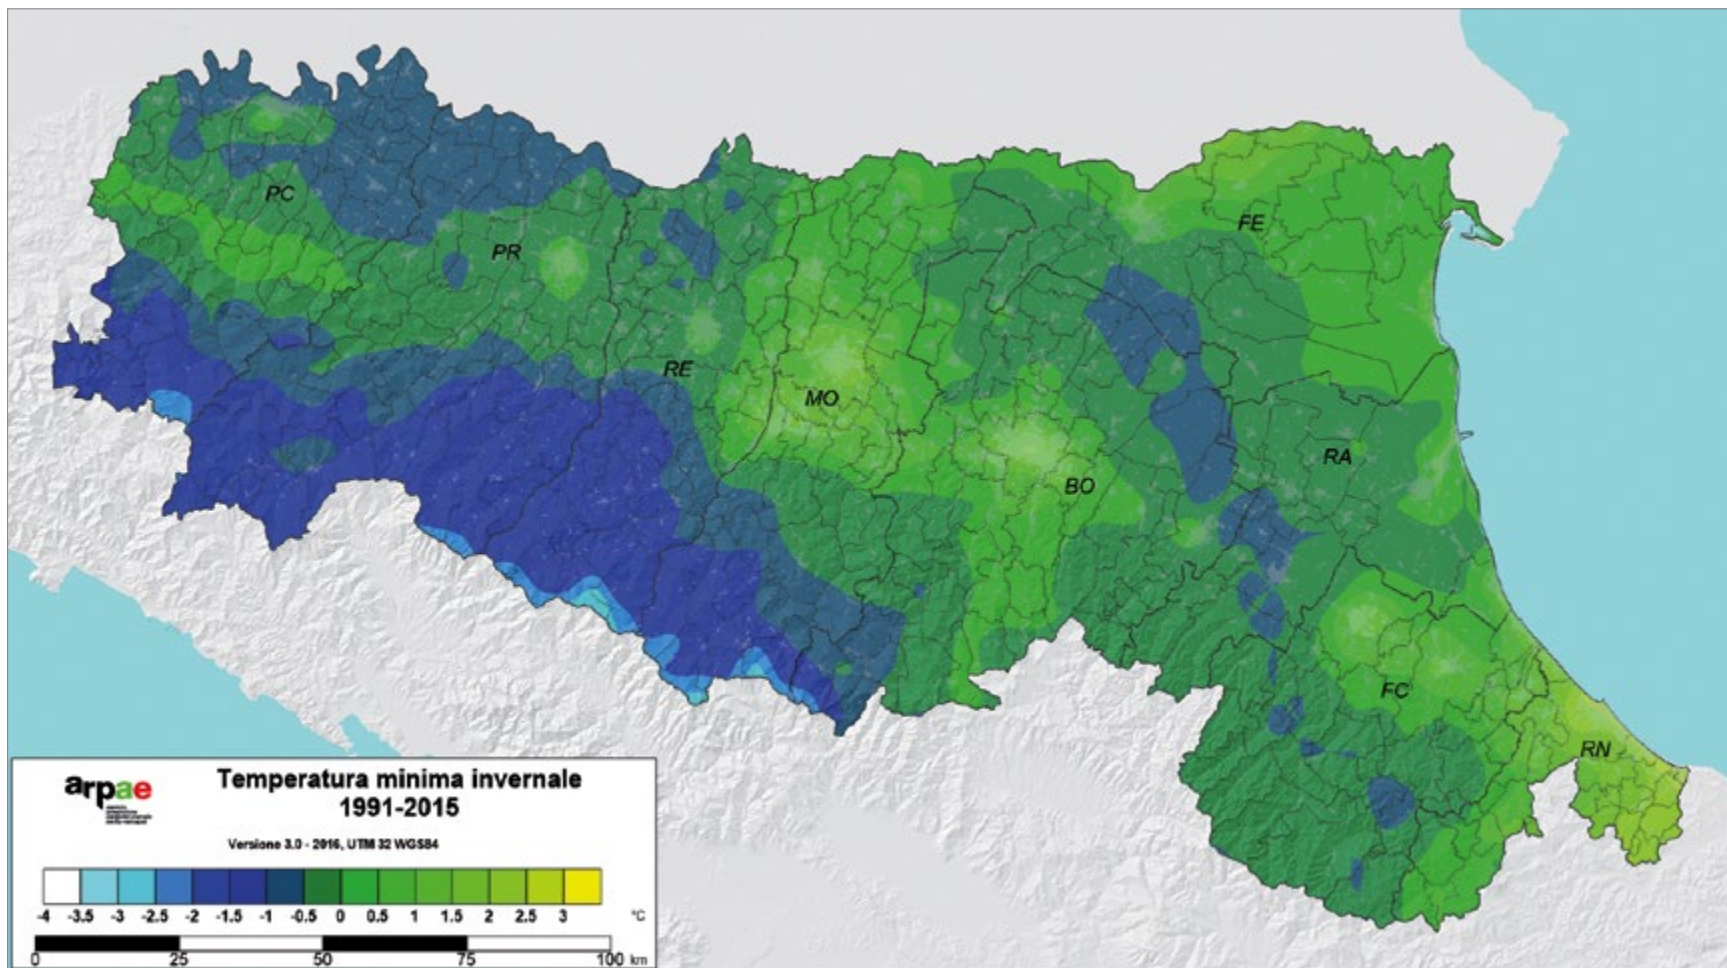 PC
PR
RE
MO
BO
FE
RA
FC
RN
arpae
Temperatura minima invernale
1991-2015
Versione 3.0 - 2016, UTM 32 WGS84
-4 -3.5 -3 -2.5 -2 -1.5 -1 -0.5 0 0.5 1 1.5 2 2.5 3 °C
0 25 50 75 100 km